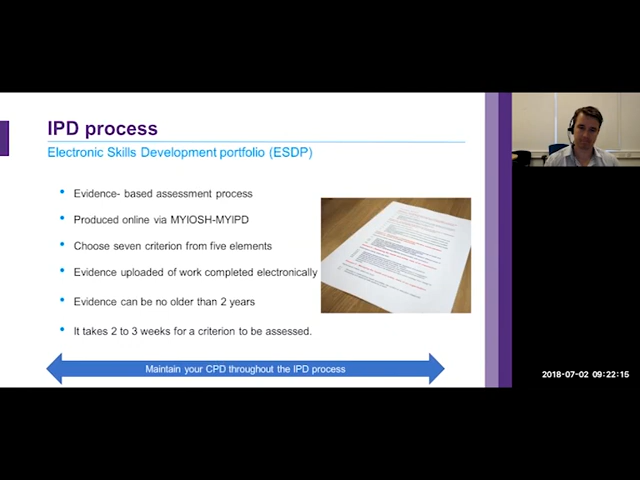 IPD process
Electronic Skills Development portfolio (ESDP)
• Evidence- based assessment process
• Produced online via MYIOSH-MYIPD
• Choose seven criterion from five elements
• Evidence uploaded of work completed electronically
• Evidence can be no older than 2 years
• It takes 2 to 3 weeks for a criterion to be assessed.
Maintain your CPD throughout the IPD process
2018-07-02 09:22:15